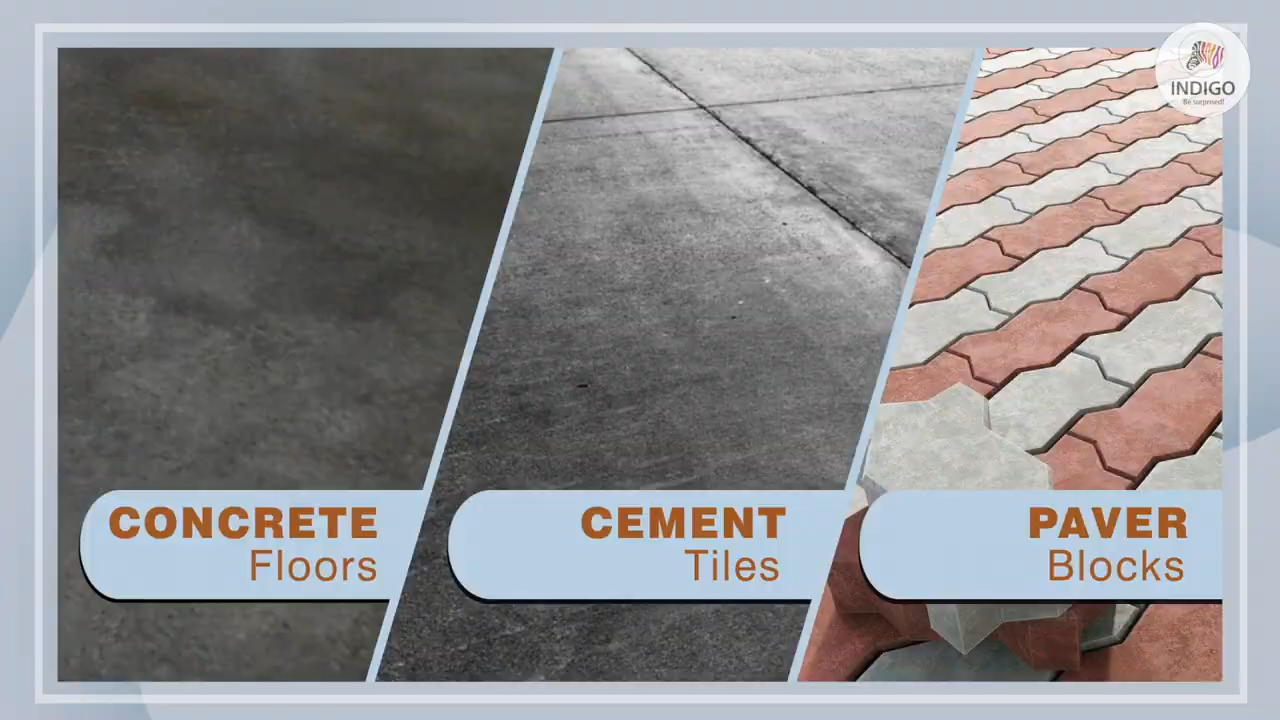 INDIGO
Be surprised!
CONCRETE
Floors
CEMENT
Tiles
PAVER
Blocks